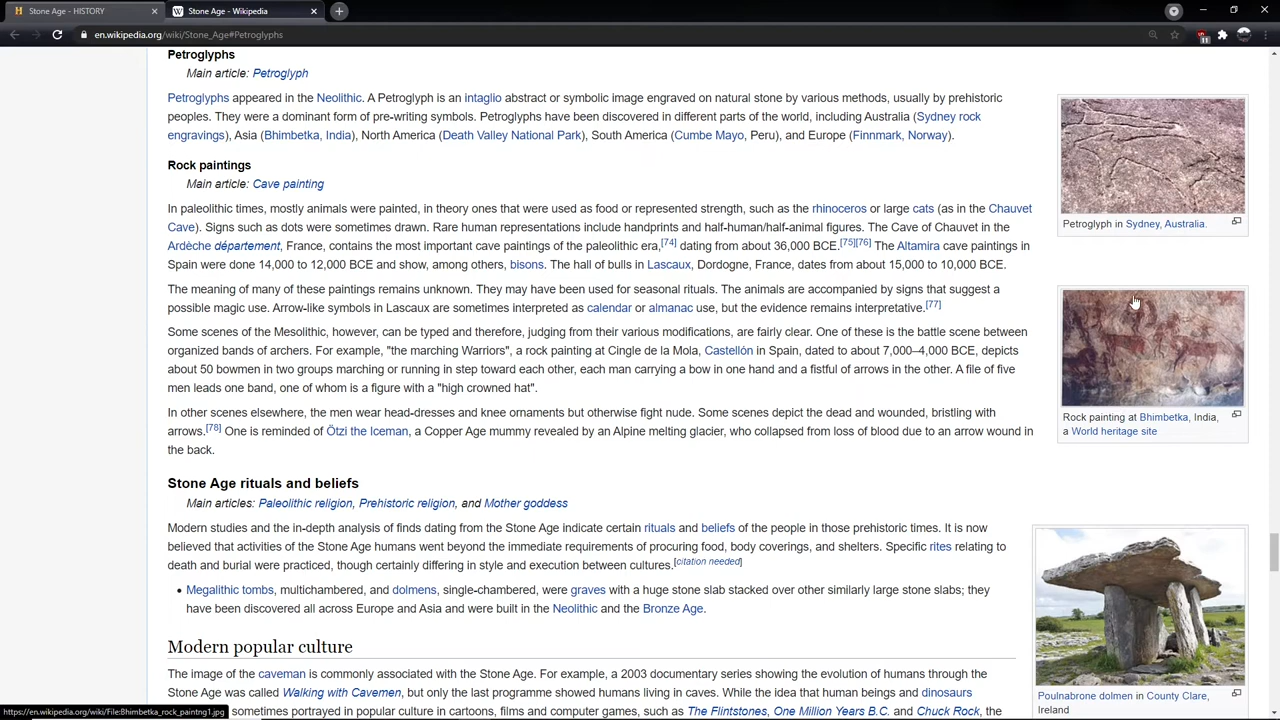 Stone Age - HISTORY
Stone Age - Wikipedia
en.wikipedia.org/wiki/Stone_Age#Petroglyphs
11
Petroglyphs
Main article: Petroglyph
Petroglyphs appeared in the Neolithic. A Petroglyph is an intaglio abstract or symbolic image engraved on natural stone by various methods, usually by prehistoric
peoples. They were a dominant form of pre-writing symbols. Petroglyphs have been discovered in different parts of the world, including Australia (Sydney rock
engravings), Asia (Bhimbetka, India), North America (Death Valley National Park), South America (Cumbe Mayo, Peru), and Europe (Finnmark, Norway).
Petroglyph in Sydney, Australia.
Rock paintings
Main article: Cave painting
In paleolithic times, mostly animals were painted, in theory ones that were used as food or represented strength, such as the rhinoceros or large cats (as in the Chauvet
Cave). Signs such as dots were sometimes drawn. Rare human representations include handprints and half-human/half-animal figures. The Cave of Chauvet in the
Ardèche département, France, contains the most important cave paintings of the paleolithic era,[74] dating from about 36,000 BCE.[75][76] The Altamira cave paintings in
Spain were done 14,000 to 12,000 BCE and show, among others, bisons. The hall of bulls in Lascaux, Dordogne, France, dates from about 15,000 to 10,000 BCE.
The meaning of many of these paintings remains unknown. They may have been used for seasonal rituals. The animals are accompanied by signs that suggest a
possible magic use. Arrow-like symbols in Lascaux are sometimes interpreted as calendar or almanac use, but the evidence remains interpretative.[77]
Some scenes of the Mesolithic, however, can be typed and therefore, judging from their various modifications, are fairly clear. One of these is the battle scene between
organized bands of archers. For example, "the marching Warriors", a rock painting at Cingle de la Mola, Castellón in Spain, dated to about 7,000–4,000 BCE, depicts
about 50 bowmen in two groups marching or running in step toward each other, each man carrying a bow in one hand and a fistful of arrows in the other. A file of five
men leads one band, one of whom is a figure with a "high crowned hat".
In other scenes elsewhere, the men wear head-dresses and knee ornaments but otherwise fight nude. Some scenes depict the dead and wounded, bristling with
arrows.[78] One is reminded of Ötzi the Iceman, a Copper Age mummy revealed by an Alpine melting glacier, who collapsed from loss of blood due to an arrow wound in
the back.
Rock painting at Bhimbetka, India,
a World heritage site
Stone Age rituals and beliefs
Main articles: Paleolithic religion, Prehistoric religion, and Mother goddess
Modern studies and the in-depth analysis of finds dating from the Stone Age indicate certain rituals and beliefs of the people in those prehistoric times. It is now
believed that activities of the Stone Age humans went beyond the immediate requirements of procuring food, body coverings, and shelters. Specific rites relating to
death and burial were practiced, though certainly differing in style and execution between cultures.[citation needed]
• Megalithic tombs, multichambered, and dolmens, single-chambered, were graves with a huge stone slab stacked over other similarly large stone slabs; they
have been discovered all across Europe and Asia and were built in the Neolithic and the Bronze Age.
Poulnabrone dolmen in County Clare,
Ireland
Modern popular culture
The image of the caveman is commonly associated with the Stone Age. For example, a 2003 documentary series showing the evolution of humans through the
Stone Age was called Walking with Cavemen, but only the last programme showed humans living in caves. While the idea that human beings and dinosaurs
sometimes portrayed in popular culture in cartoons, films and computer games, such as The Flintstones, One Million Years B.C. and Chuck Rock, the
https://en.wikipedia.org/wiki/File:Bhimbetka_rock_paintng1.jpg